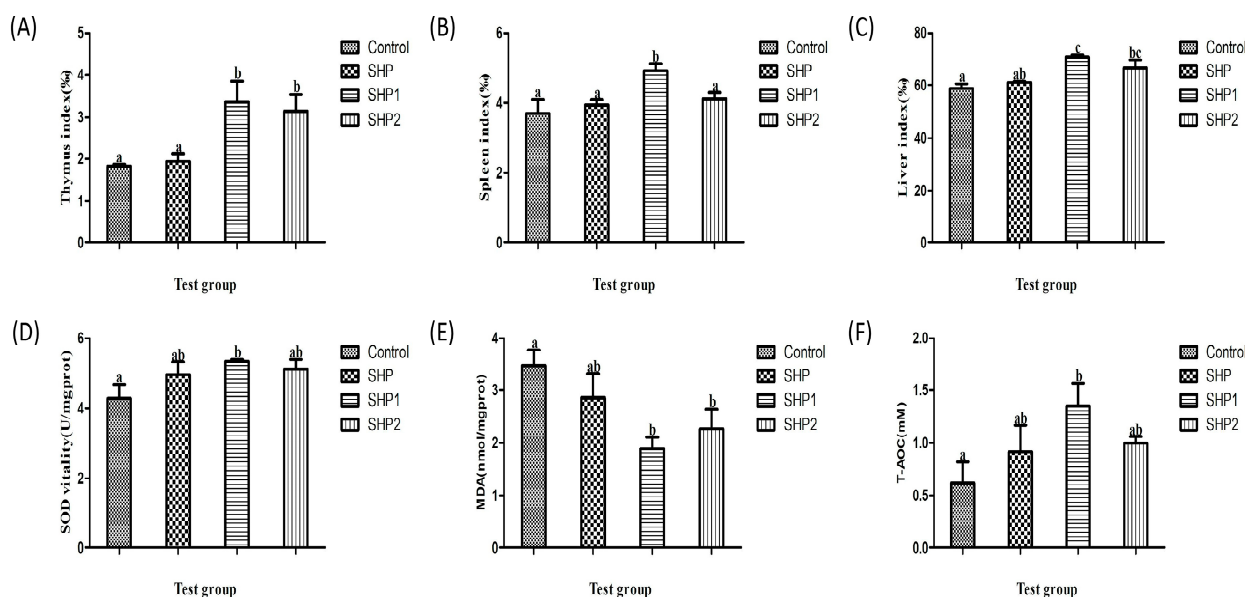 (A)
Thymus index(‰)
5
4
3
2
1
0
a
a
b
b
Test group
Control
SHP
SHP1
SHP2
(B)
Spleen index(‰)
6
4
2
0
a
a
b
a
Test group
Control
SHP
SHP1
SHP2
(C)
Liver index(‰)
80
60
40
20
0
a
ab
c
bc
Test group
Control
SHP
SHP1
SHP2
(D)
SOD vitality(U/mgprot)
6
4
2
0
a
ab
b
ab
Test group
Control
SHP
SHP1
SHP2
(E)
MDA(nmol/mgprot)
4
3
2
1
0
a
ab
b
b
Test group
Control
SHP
SHP1
SHP2
(F)
T-AOC(mM)
2.0
1.5
1.0
0.5
0.0
a
ab
b
ab
Test group
Control
SHP
SHP1
SHP2